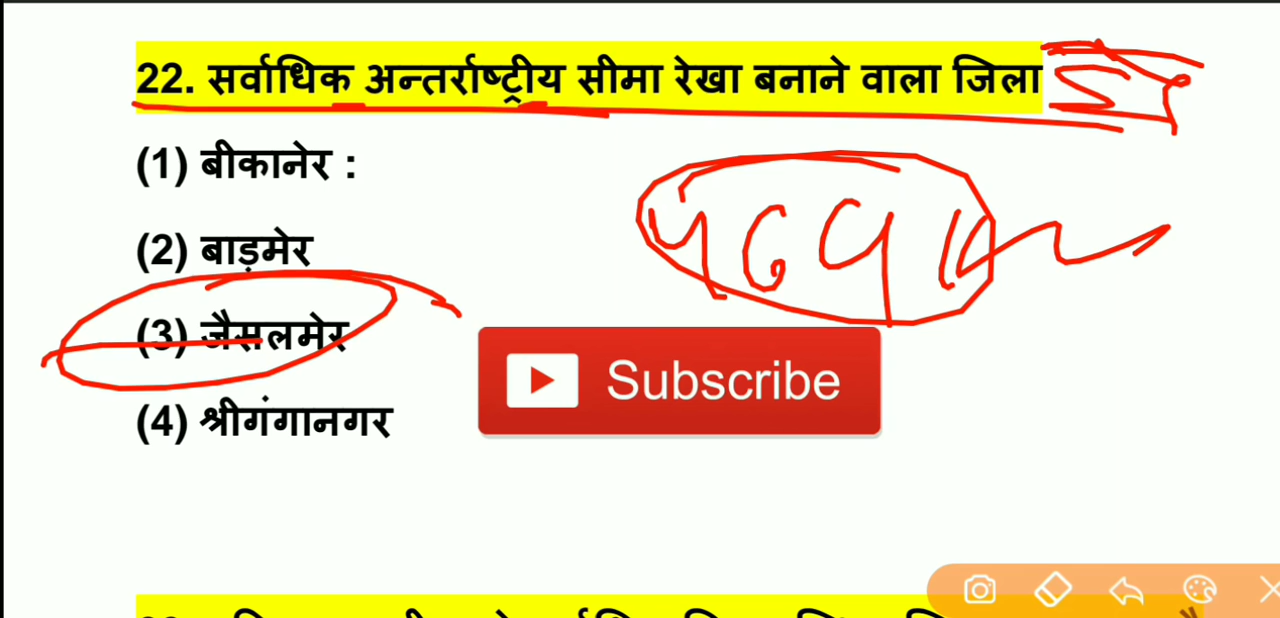 22. सर्वाधिक अन्तर्राष्ट्रीय सीमा रेखा बनाने वाला जिला
(1) बीकानेर :
(2) बाड़मेर
(3) जैसलमेर
(4) श्रीगंगानगर
Subscribe